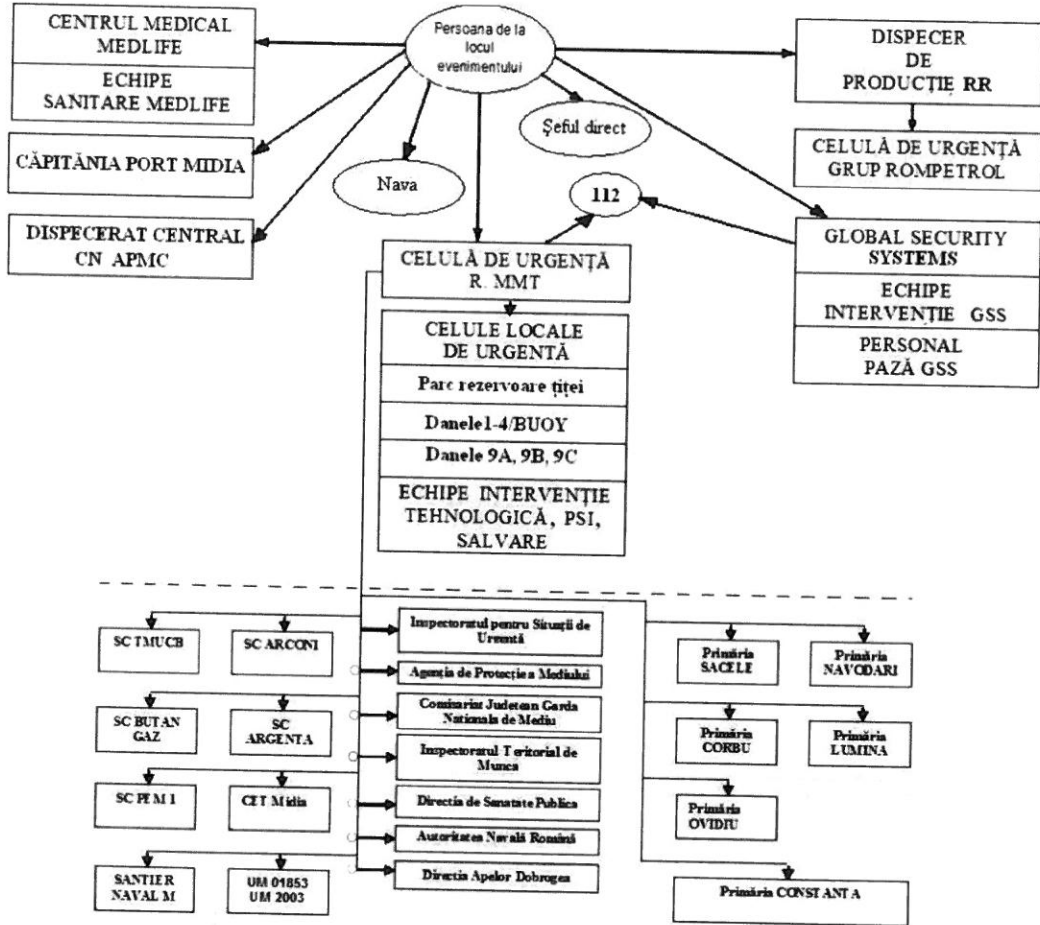 Persoana de la
locul
evenimentului
CENTRUL MEDICAL
MEDLIFE
ECHIPE
SANITARE MEDLIFE
CĂPITĂNIA PORT MIDIA
DISPECERAT CENTRAL
CN APMC
Nava
Șeful direct
112
DISPECER
DE
PRODUCȚIE RR
CELULĂ DE URGENȚĂ
GRUP ROMPETROL
GLOBAL SECURITY
SYSTEMS
ECHIPE
INTERVENȚIE GSS
PERSONAL
PAZĂ GSS
CELULĂ DE URGENȚĂ
R. MMT
CELULE LOCALE
DE URGENTĂ
Parc rezervoare țiței
Danele1-4/BUOY
Danele 9A, 9B, 9C
ECHIPE INTERVENȚIE
TEHNOLOGICĂ, PSI,
SALVARE
SC TMUCB
SC ARCONI
SC BUTAN
GAZ
SC
ARGENTA
SC PEM 1
CET Midia
SANTIER
NAVAL M
UM 01853
UM 2003
Inspectoratul pentru Situații de
Urgentă
Agenția de Protecție a Mediului
Comisariat Judetean Garda
Nationala de Mediu
Inspectoratul Teritorial de
Munca
Directia de Sanatate Publica
Autoritatea Navală Română
Directia Apelor Dobrogea
Primăria
SACELE
Primăria
NAVODARI
Primăria
CORBU
Primăria
LUMINA
Primăria
OVIDIU
Primăria CONSTANTA